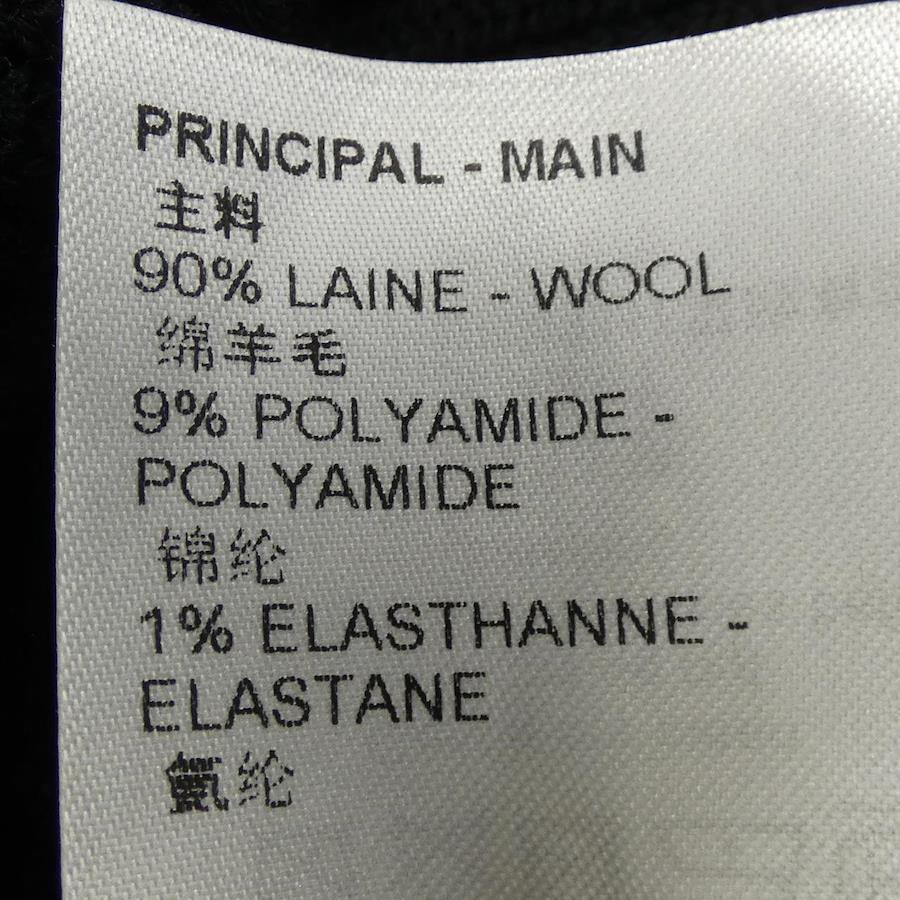 PRINCIPAL - MAIN
主料
90% LAINE - WOOL
绵羊毛
9% POLYAMIDE -
POLYAMIDE
锦纶
1% ELASTHANNE -
ELASTANE
氨纶